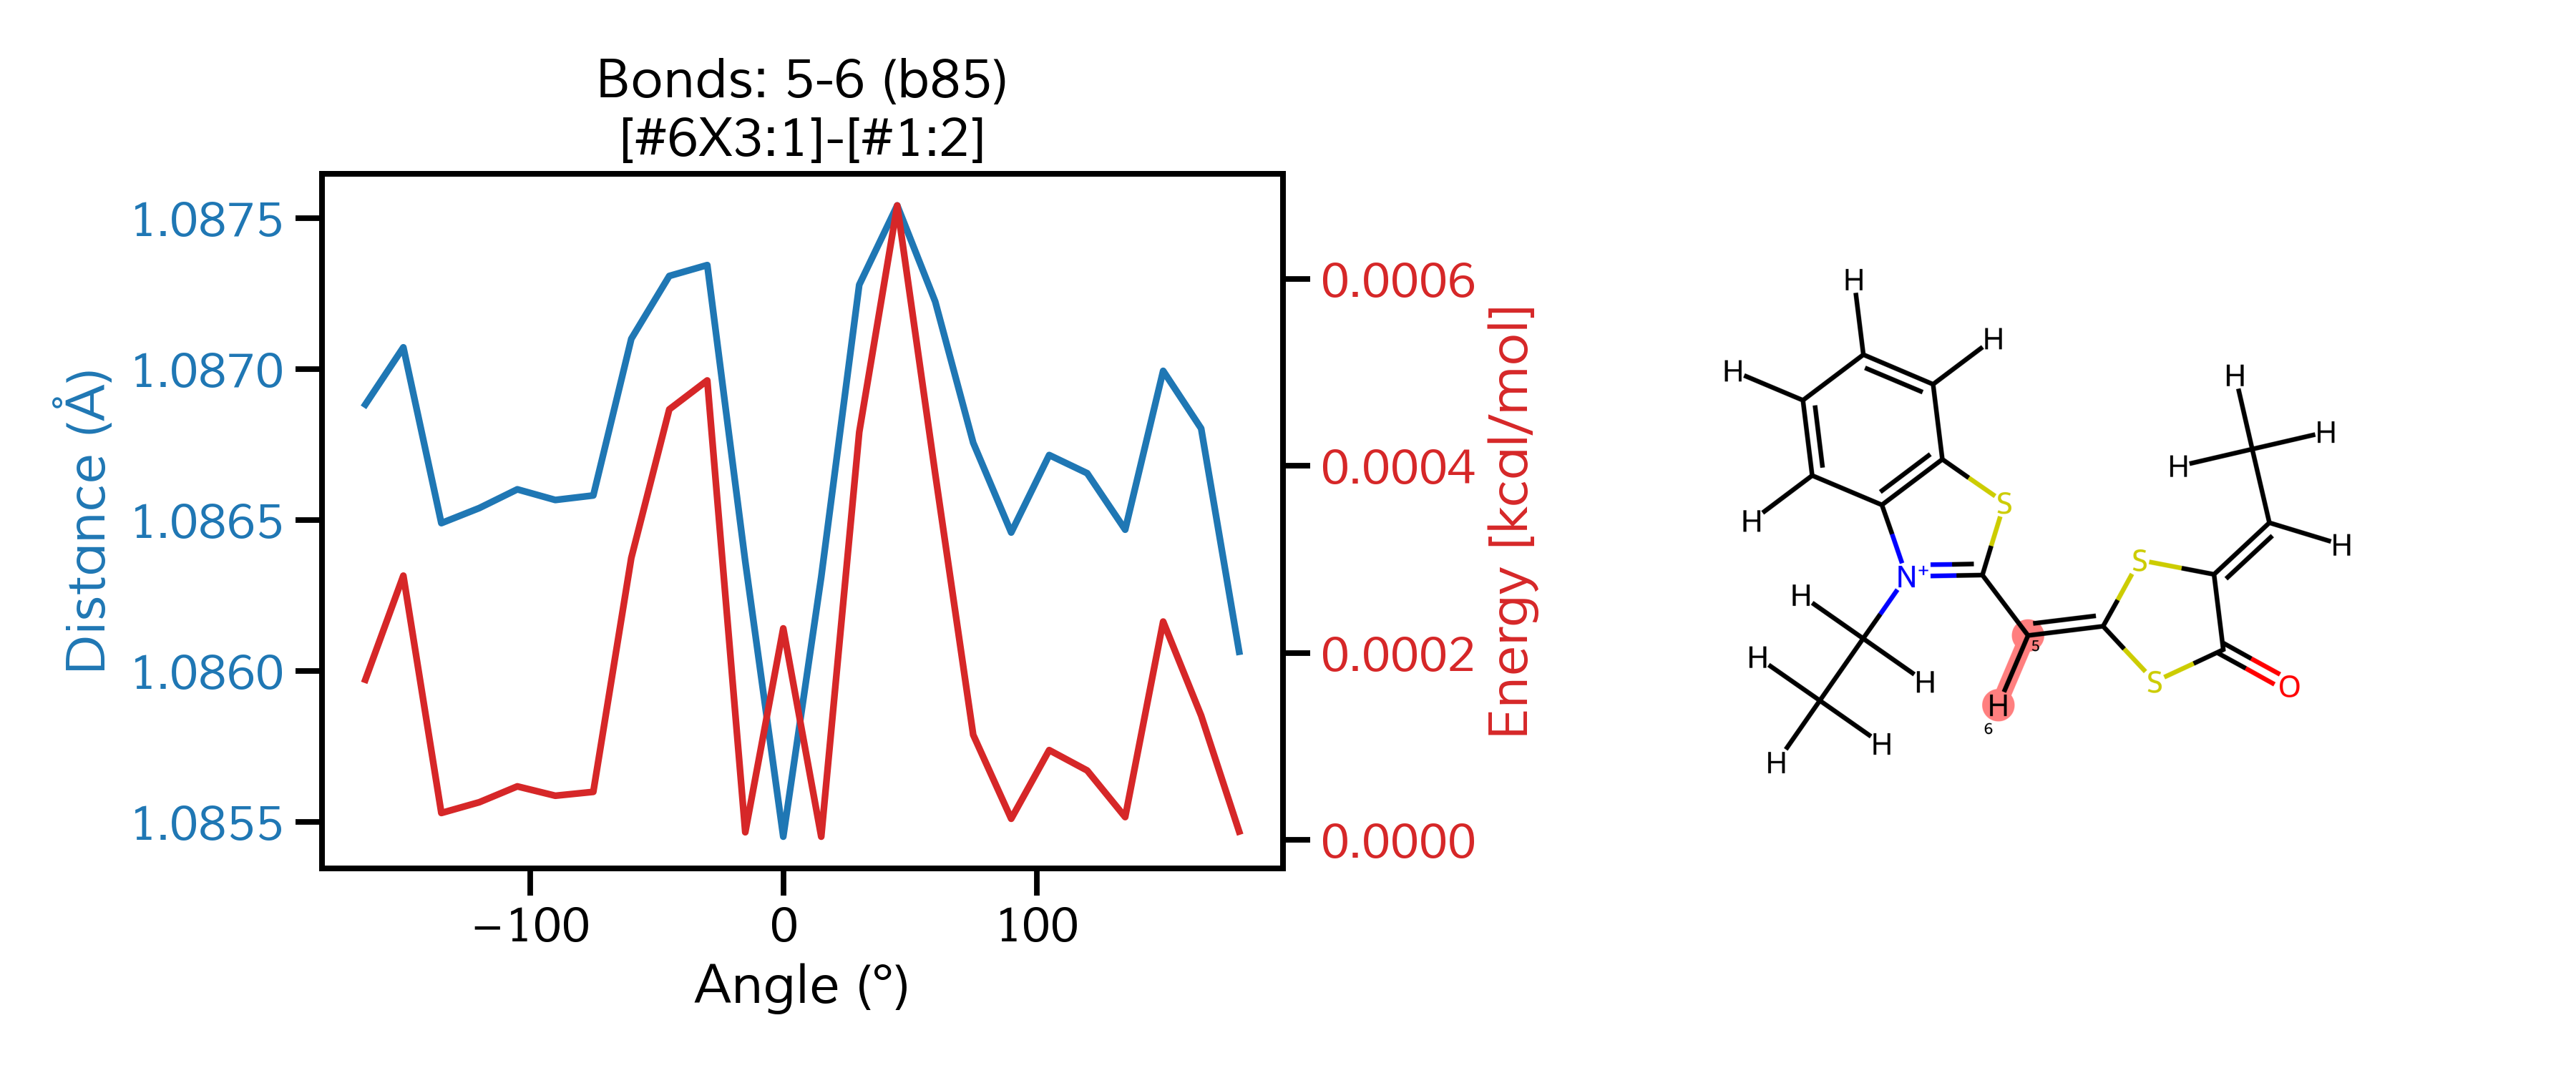 Bonds: 5-6 (b85)
[#6X3:1]-[#1:2]
1.0875
1.0870
1.0865
1.0860
1.0855
Distance (Å)
0.0006
0.0004
0.0002
0.0000
Energy [kcal/mol]
−100 0 100
Angle (°)
H
H
H
H
H
H
H
S
H
H
S
N⁺
H
5
H
H
S
O
H
6
H
H